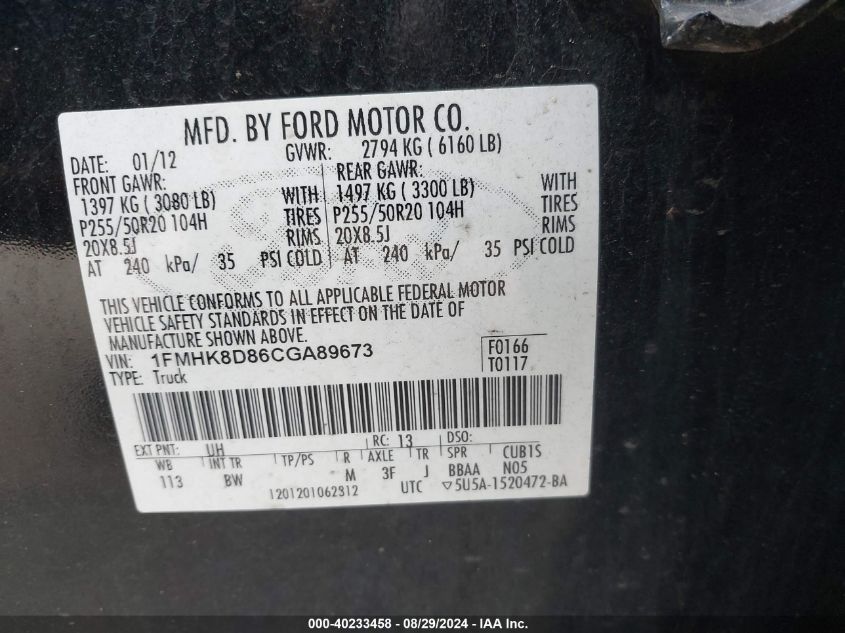 MFD. BY FORD MOTOR CO.
DATE: 01/12 GVWR: 2794 KG ( 6160 LB)
FRONT GAWR: REAR GAWR:
1397 KG ( 3080 LB) WITH 1497 KG ( 3300 LB) WITH
P255/50R20 104H TIRES P255/50R20 104H TIRES
20X8.5J RIMS 20X8.5J RIMS
AT 240 kPa/ 35 PSI COLD AT 240 kPa/ 35 PSI COLD
THIS VEHICLE CONFORMS TO ALL APPLICABLE FEDERAL MOTOR
VEHICLE SAFETY STANDARDS IN EFFECT ON THE DATE OF
MANUFACTURE SHOWN ABOVE.
VIN: 1FMHK8D86CGA89673 F0166
TYPE: Truck T0117
EXT PNT: UH RC: 13 DSO:
WB INT TR TP/PS R AXLE TR SPR CUB1S
113 BW M 3F J BBAA N05
1201201062312 UTC ▽5U5A-1520472-BA
000-40233458 - 08/29/2024 - IAA Inc.